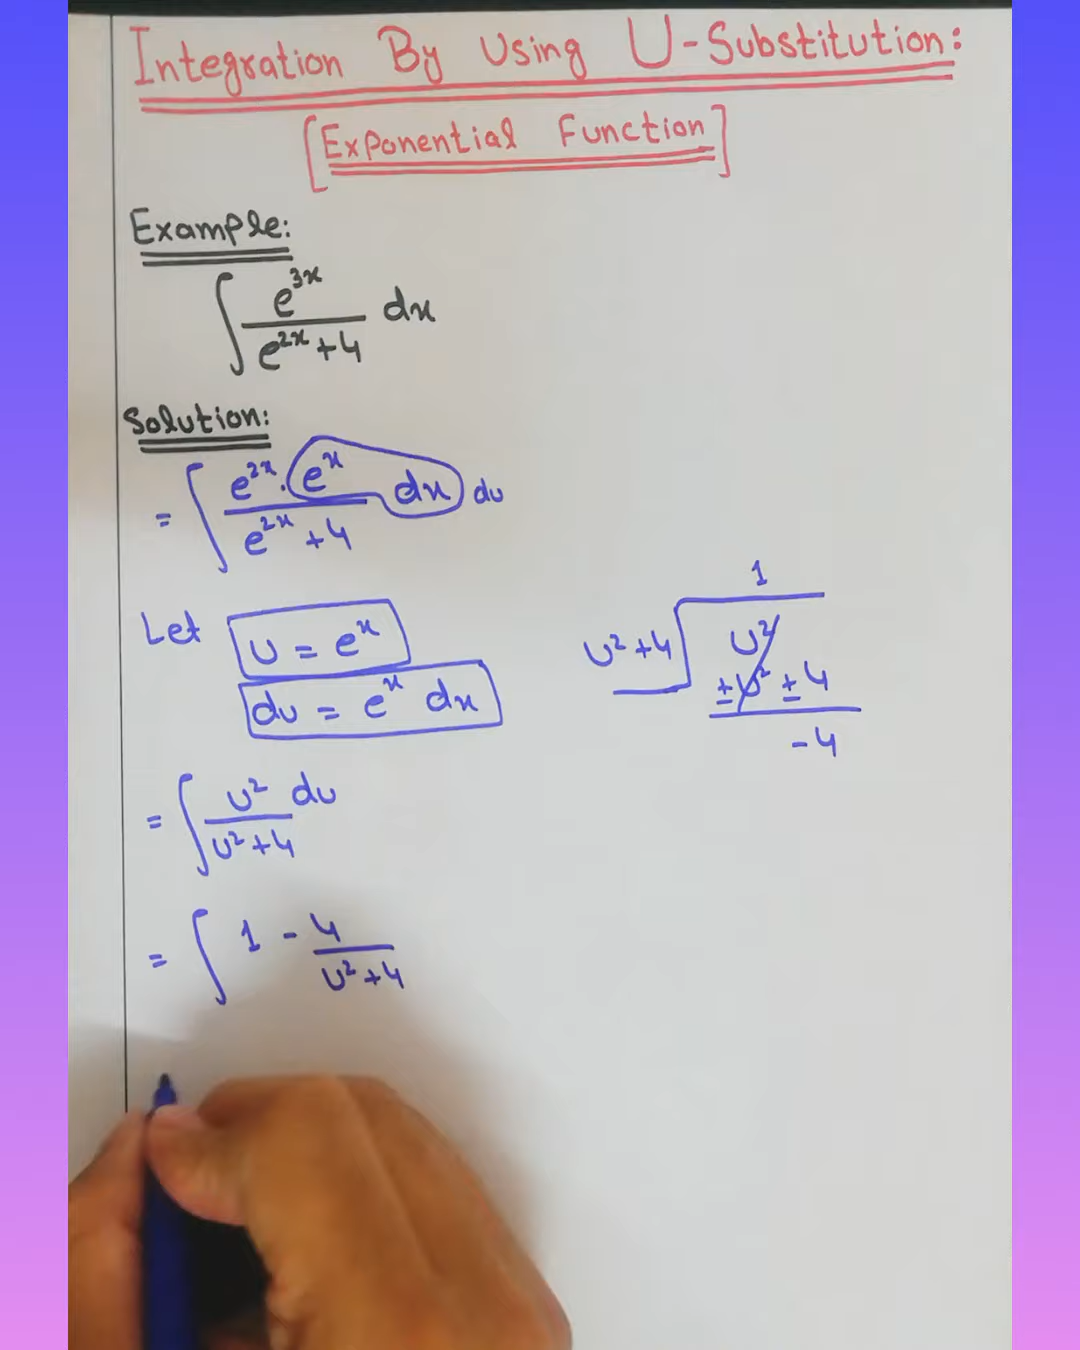 Integration By Using U-Substitution:
[Exponential Function]
Example:
∫ e^3x / e^2x + 4 dx
Solution:
= ∫ e^2x . e^x / e^2x + 4 dx du
Let u = e^x
du = e^x dx
= ∫ u^2 / u^2 + 4 du
= ∫ 1 - 4 / u^2 + 4
1
u^2 + 4 u^2
± u^2 ± 4
- 4